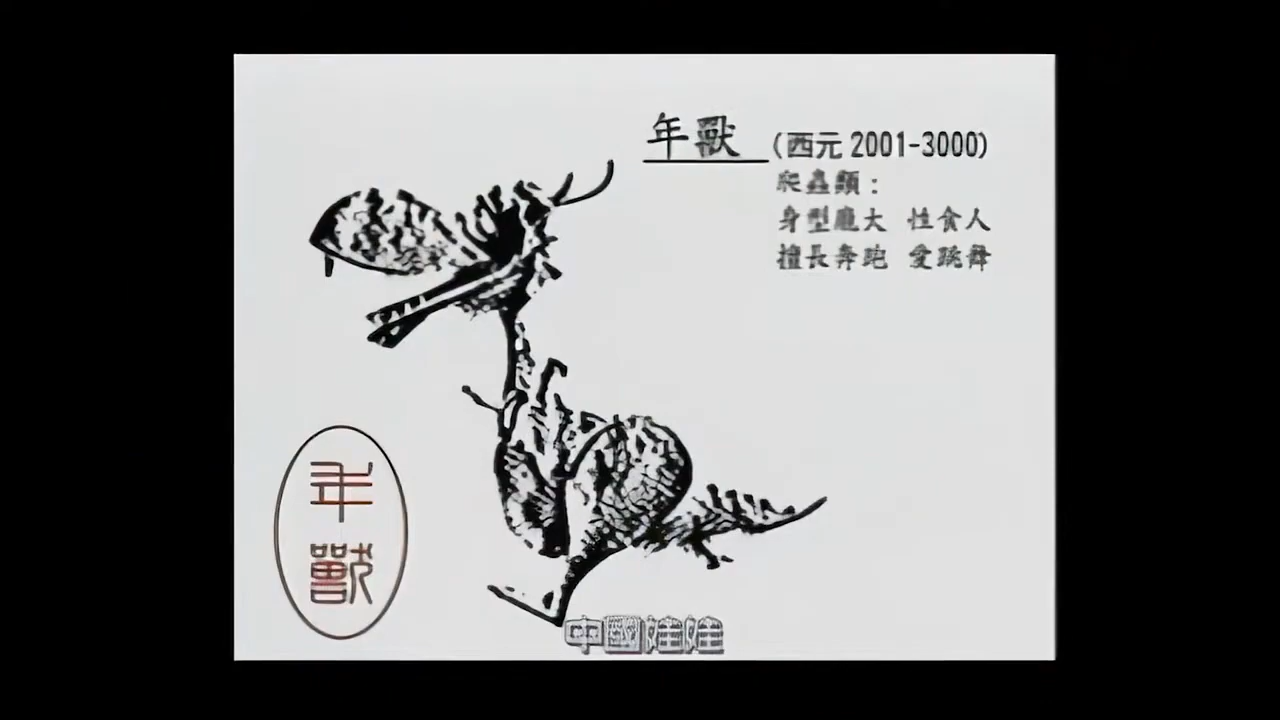 年獸 (西元 2001-3000)
爬蟲類：
身型龐大 性食人
擅長奔跑 愛跳舞
年獸
中國娃娃